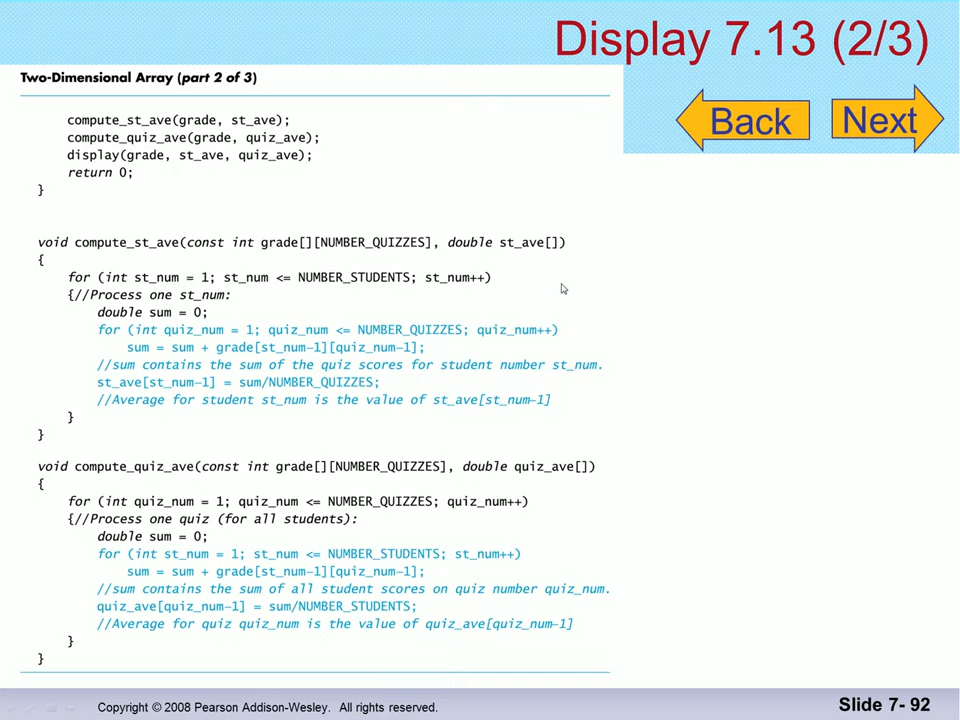 Display 7.13 (2/3)
Two-Dimensional Array (part 2 of 3)
Back
Next
compute_st_ave(grade, st_ave);
compute_quiz_ave(grade, quiz_ave);
display(grade, st_ave, quiz_ave);
return 0;
}
void compute_st_ave(const int grade[][NUMBER_QUIZZES], double st_ave[])
{
for (int st_num = 1; st_num <= NUMBER_STUDENTS; st_num++)
{//Process one st_num:
double sum = 0;
for (int quiz_num = 1; quiz_num <= NUMBER_QUIZZES; quiz_num++)
sum = sum + grade[st_num–1][quiz_num–1];
//sum contains the sum of the quiz scores for student number st_num.
st_ave[st_num–1] = sum/NUMBER_QUIZZES;
//Average for student st_num is the value of st_ave[st_num–1]
}
}
void compute_quiz_ave(const int grade[][NUMBER_QUIZZES], double quiz_ave[])
{
for (int quiz_num = 1; quiz_num <= NUMBER_QUIZZES; quiz_num++)
{//Process one quiz (for all students):
double sum = 0;
for (int st_num = 1; st_num <= NUMBER_STUDENTS; st_num++)
sum = sum + grade[st_num–1][quiz_num–1];
//sum contains the sum of all student scores on quiz number quiz_num.
quiz_ave[quiz_num–1] = sum/NUMBER_STUDENTS;
//Average for quiz quiz_num is the value of quiz_ave[quiz_num–1]
}
}
Copyright © 2008 Pearson Addison-Wesley. All rights reserved.
Slide 7- 92